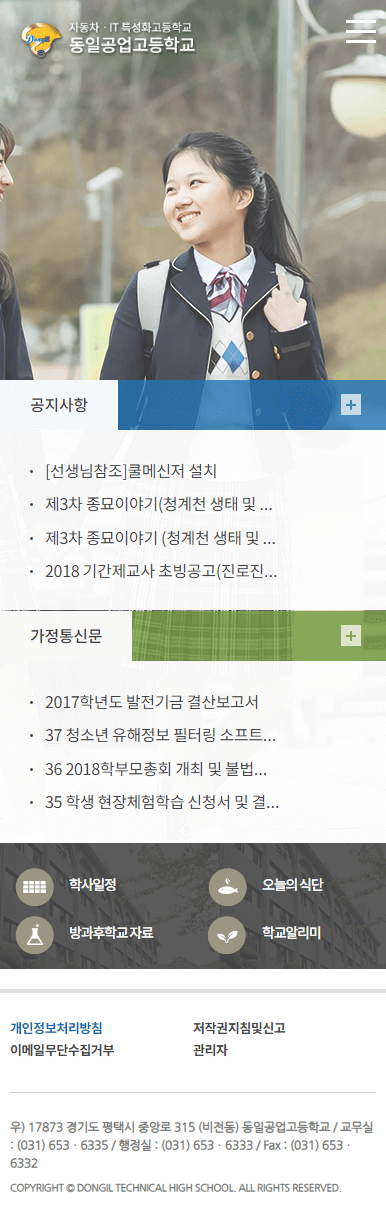 자동차 · IT 특성화고등학교
동일공업고등학교
공지사항
[선생님참조]쿨메신저 설치
제3차 종묘이야기(청계천 생태 및 ...
제3차 종묘이야기 (청계천 생태 및 ...
2018 기간제교사 초빙공고(진로진...
가정통신문
2017학년도 발전기금 결산보고서
37 청소년 유해정보 필터링 소프트...
36 2018학부모총회 개최 및 불법...
35 학생 현장체험학습 신청서 및 결...
학사일정 오늘의 식단
방과후학교 자료 학교알리미
개인정보처리방침 저작권지침및신고
이메일무단수집거부 관리자
우) 17873 경기도 평택시 중앙로 315 (비전동) 동일공업고등학교 / 교무실
: (031) 653 · 6335 / 행정실 : (031) 653 · 6333 / Fax : (031) 653 ·
6332
COPYRIGHT © DONGIL TECHNICAL HIGH SCHOOL. ALL RIGHTS RESERVED.